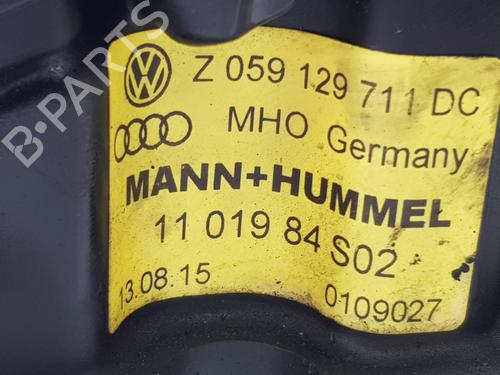 B-PARTS
Z 059 129 711 DC
MHO Germany
MANN+HUMMEL
11 019 84 S02
13.08.15 0109027